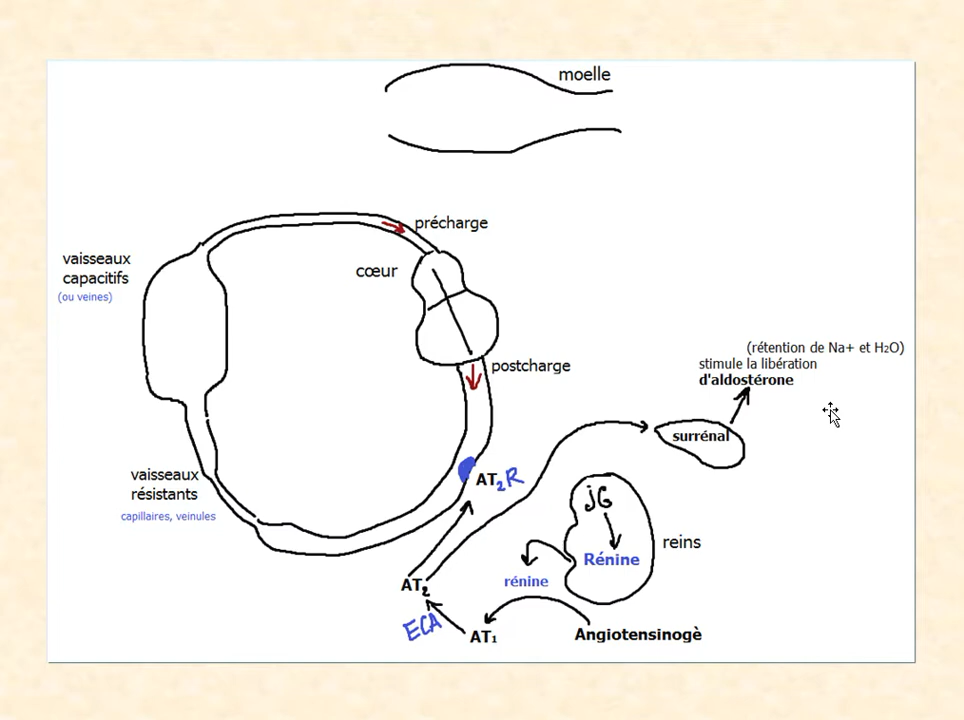 moelle
précharge
vaisseaux
capacitifs
(ou veines)
cœur
postcharge
(rétention de Na+ et H2O)
stimule la libération
d'aldostérone
surrénal
vaisseaux
résistants
capillaires, veinules
AT2R
jG
Rénine
reins
rénine
AT2
ECA
AT1
Angiotensinogè